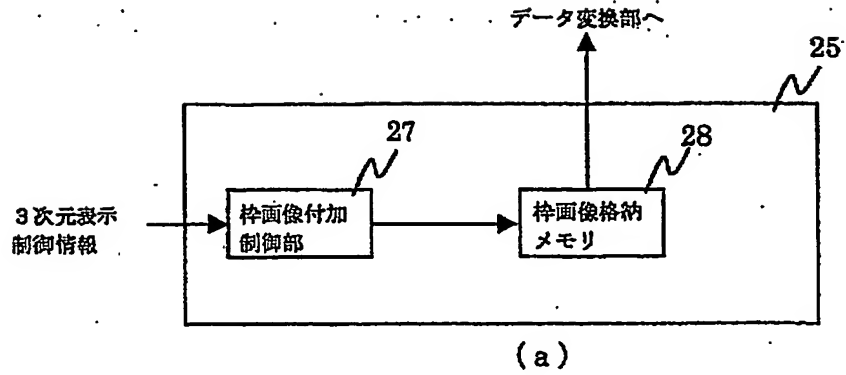 データ変換部へ
25
27
28
3次元表示
制御情報
枠画像付加
制御部
枠画像格納
メモリ
(a)